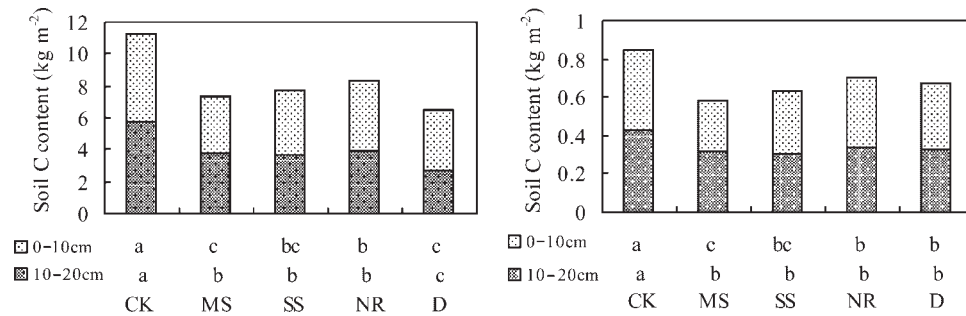 Soil C content (kg m⁻²)
12
10
8
6
4
2
0
0-10cm a c bc b c
10-20cm a b b b c
CK MS SS NR D
Soil C content (kg m⁻²)
1
0.8
0.6
0.4
0.2
0
0-10cm a c bc b b
10-20cm a b b b b
CK MS SS NR D